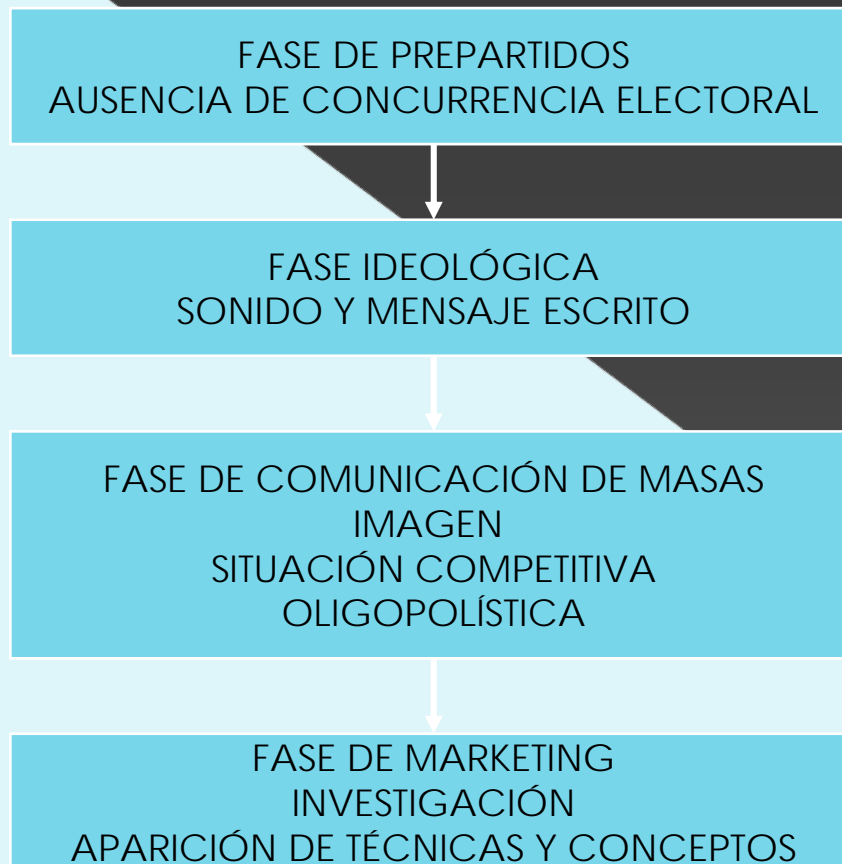 FASE DE PREPARTIDOS
AUSENCIA DE CONCURRENCIA ELECTORAL
FASE IDEOLÓGICA
SONIDO Y MENSAJE ESCRITO
FASE DE COMUNICACIÓN DE MASAS
IMAGEN
SITUACIÓN COMPETITIVA
OLIGOPOLÍSTICA
FASE DE MARKETING
INVESTIGACIÓN
APARICIÓN DE TÉCNICAS Y CONCEPTOS